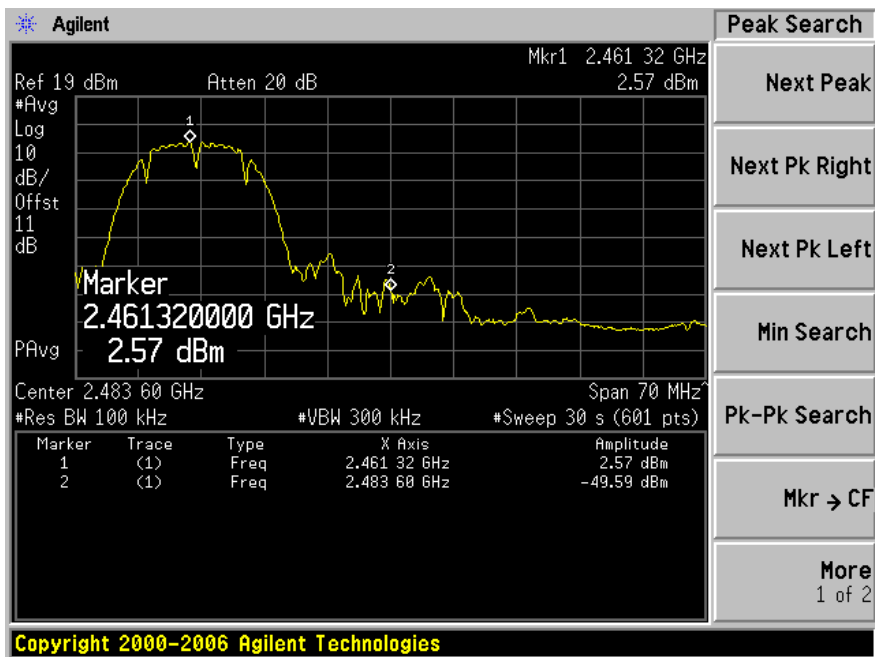 Agilent
Peak Search
Mkr1 2.461 32 GHz
Ref 19 dBm Atten 20 dB 2.57 dBm
#Avg
Log
10
dB/
Offst
11
dB
1
2
Marker
2.461320000 GHz
2.57 dBm
PAvg
Center 2.483 60 GHz Span 70 MHz^
#Res BW 100 kHz #VBW 300 kHz #Sweep 30 s (601 pts)
Marker Trace Type X Axis Amplitude
1 (1) Freq 2.461 32 GHz 2.57 dBm
2 (1) Freq 2.483 60 GHz -49.59 dBm
Next Peak
Next Pk Right
Next Pk Left
Min Search
Pk-Pk Search
Mkr → CF
More
1 of 2
Copyright 2000-2006 Agilent Technologies